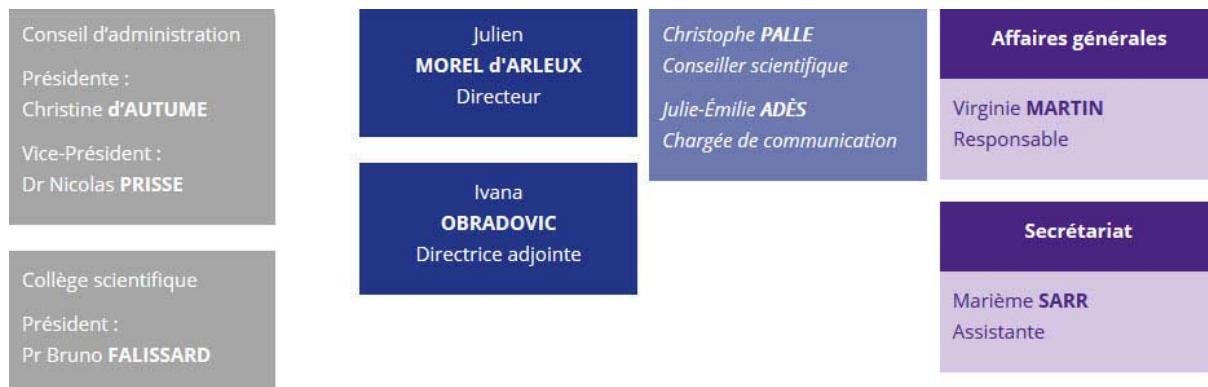 Conseil d'administration
Présidente :
Christine d'AUTUME
Vice-Président :
Dr Nicolas PRISSE
Collège scientifique
Président :
Pr Bruno FALISSARD
Julien
MOREL d'ARLEUX
Directeur
Ivana
OBRADOVIC
Directrice adjointe
Christophe PALLE
Conseiller scientifique
Julie-Émilie ADÈS
Chargée de communication
Affaires générales
Virginie MARTIN
Responsable
Secrétariat
Marième SARR
Assistante